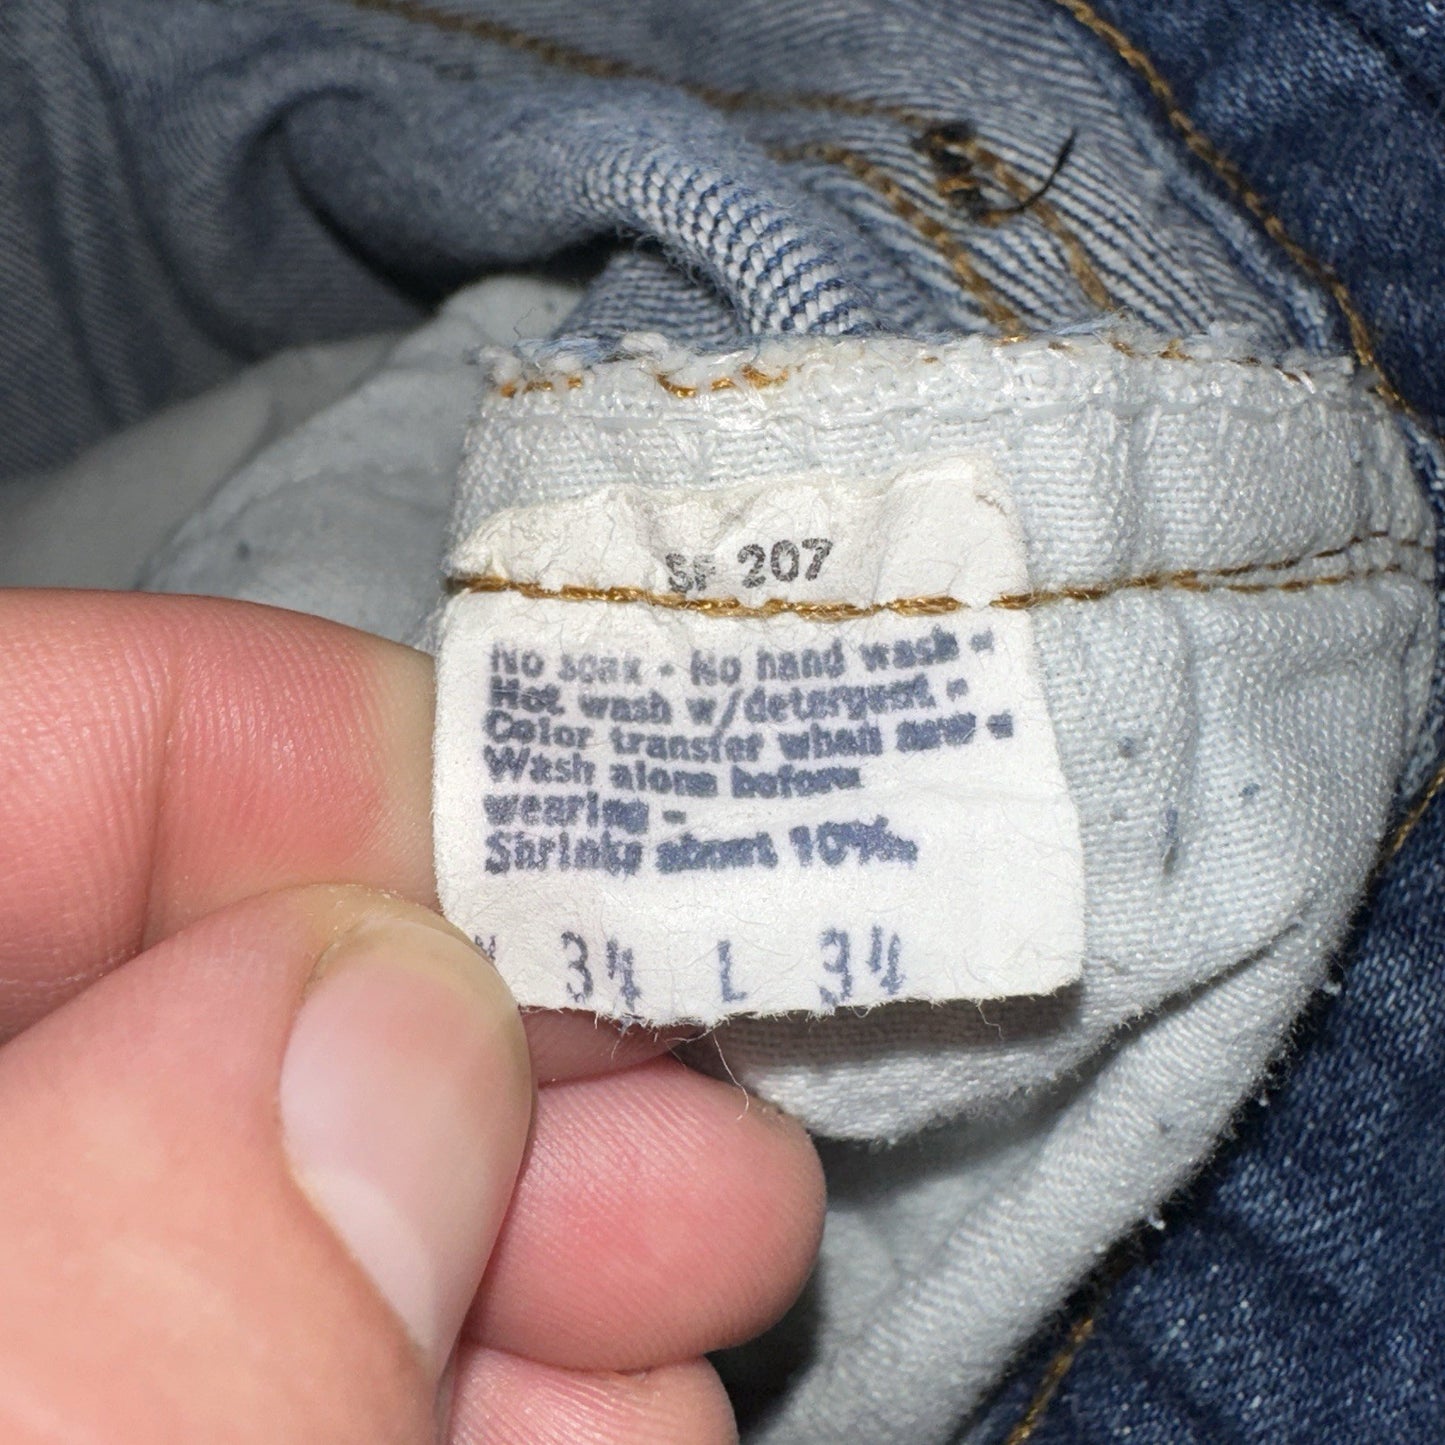 SF 207
No soak - No hand wash -
Hot wash w/detergent -
Color transfer when new -
Wash alone before
wearing -
Shrinks about 10%
W 34 L 34